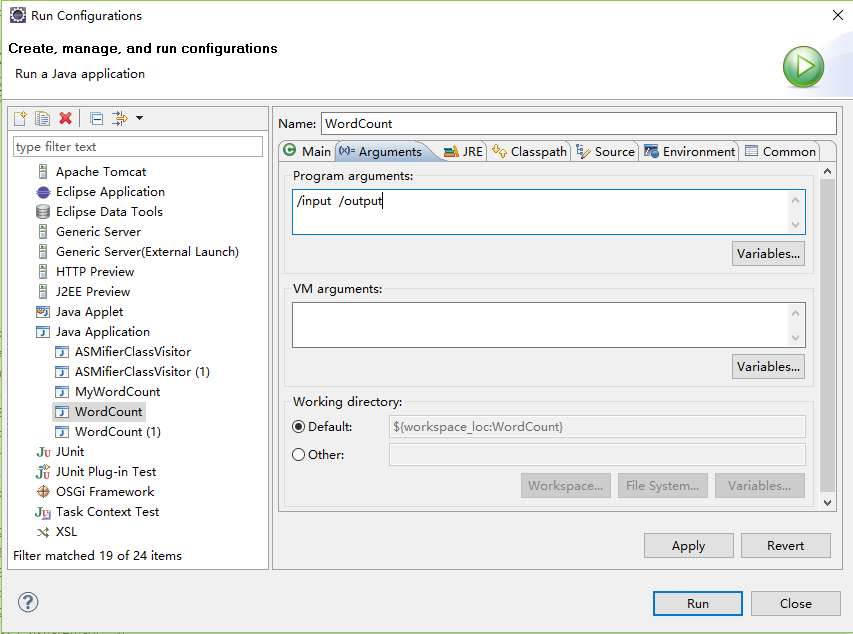 Run Configurations
Create, manage, and run configurations
Run a Java application
type filter text
Apache Tomcat
Eclipse Application
Eclipse Data Tools
Generic Server
Generic Server(External Launch)
HTTP Preview
J2EE Preview
Java Applet
Java Application
ASMifierClassVisitor
ASMifierClassVisitor (1)
MyWordCount
WordCount
WordCount (1)
JUnit
JUnit Plug-in Test
OSGi Framework
Task Context Test
XSL
Filter matched 19 of 24 items
Name: WordCount
Main (x)= Arguments JRE Classpath Source Environment Common
Program arguments:
/input /output
Variables...
VM arguments:
Variables...
Working directory:
Default: ${workspace_loc:WordCount}
Other:
Workspace... File System... Variables...
Apply Revert
Run Close